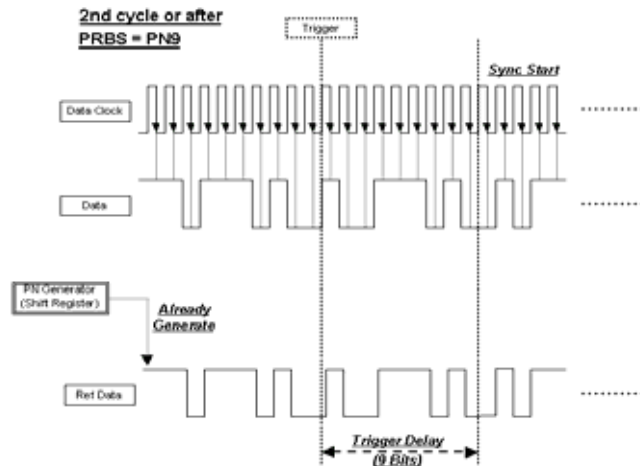 2nd cycle or after
PRBS = PN9
Trigger
Sync Start
Data Clock
Data
PN Generator
(Shift Register)
Already
Generate
Ref Data
Trigger Delay
(9 Bits)